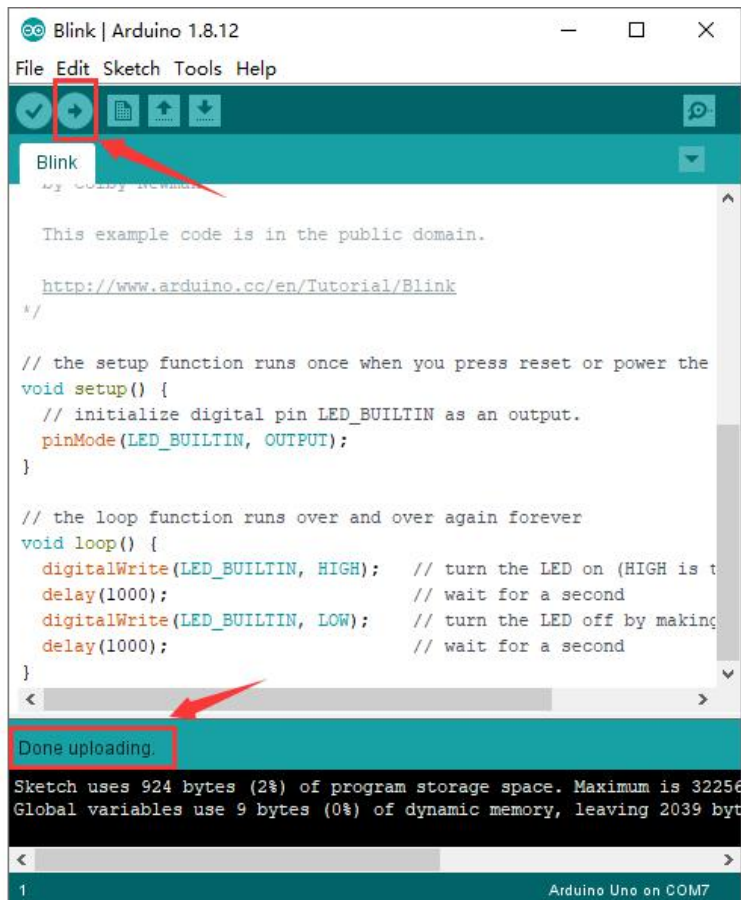 Blink | Arduino 1.8.12
File Edit Sketch Tools Help
Blink
This example code is in the public domain.
http://www.arduino.cc/en/Tutorial/Blink
*/
// the setup function runs once when you press reset or power the
void setup() {
// initialize digital pin LED_BUILTIN as an output.
pinMode(LED_BUILTIN, OUTPUT);
}
// the loop function runs over and over again forever
void loop() {
digitalWrite(LED_BUILTIN, HIGH); // turn the LED on (HIGH is t
delay(1000); // wait for a second
digitalWrite(LED_BUILTIN, LOW); // turn the LED off by making
delay(1000); // wait for a second
}
Done uploading.
Sketch uses 924 bytes (2%) of program storage space. Maximum is 32256
Global variables use 9 bytes (0%) of dynamic memory, leaving 2039 byt
1 Arduino Uno on COM7